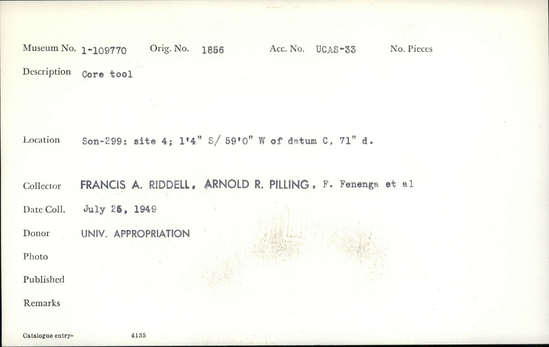 Museum No. 1-109770 Orig. No. 1856 Acc. No. UCAS-33 No. Pieces
Description Core tool
Location Son-299: site 4; 1'4" S/ 59'0" W of datum C, 71" d.
Collector FRANCIS A. RIDDELL, ARNOLD R. PILLING, F. Fenenga et al
Date Coll. July 25, 1949
Donor UNIV. APPROPRIATION
Photo
Published
Remarks
Catalogue entry- 4135